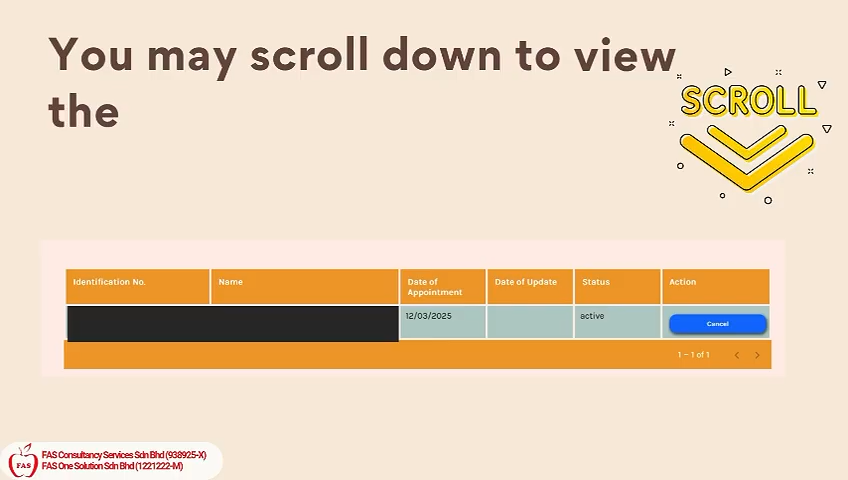 You may scroll down to view
the
SCROLL
Identification No. Name Date of Appointment Date of Update Status Action
12/03/2025 active Cancel
1 – 1 of 1
FAS
FAS Consultancy Services Sdn Bhd (938925-X)
FAS One Solution Sdn Bhd (1221222-M)